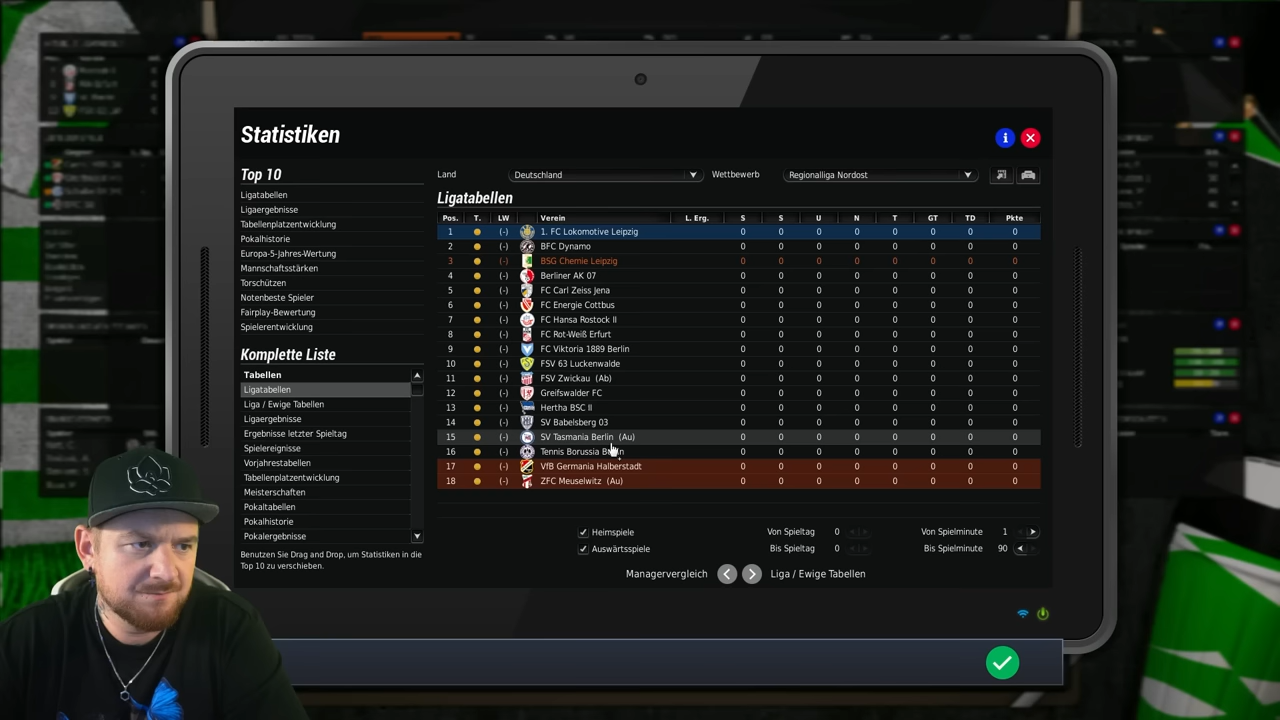 Statistiken
Top 10
Ligatabellen
Ligaergebnisse
Tabellenplatzentwicklung
Pokalhistorie
Europa-5-Jahres-Wertung
Mannschaftsstärken
Torschützen
Notenbeste Spieler
Fairplay-Bewertung
Spielerentwicklung
Komplette Liste
Tabellen
Ligatabellen
Liga / Ewige Tabellen
Ligaergebnisse
Ergebnisse letzter Spieltag
Spielereignisse
Vorjahrestabellen
Tabellenplatzentwicklung
Meisterschaften
Pokaltabellen
Pokalhistorie
Pokalergebnisse
Benutzen Sie Drag and Drop, um Statistiken in die
Top 10 zu verschieben.
Land Deutschland Wettbewerb Regionalliga Nordost
Ligatabellen
Pos. T. LW Verein L. Erg. S S U N T GT TD Pkte
1 (-) 1. FC Lokomotive Leipzig 0 0 0 0 0 0 0 0
2 (-) BFC Dynamo 0 0 0 0 0 0 0 0
3 (-) BSG Chemie Leipzig 0 0 0 0 0 0 0 0
4 (-) Berliner AK 07 0 0 0 0 0 0 0 0
5 (-) FC Carl Zeiss Jena 0 0 0 0 0 0 0 0
6 (-) FC Energie Cottbus 0 0 0 0 0 0 0 0
7 (-) FC Hansa Rostock II 0 0 0 0 0 0 0 0
8 (-) FC Rot-Weiß Erfurt 0 0 0 0 0 0 0 0
9 (-) FC Viktoria 1889 Berlin 0 0 0 0 0 0 0 0
10 (-) FSV 63 Luckenwalde 0 0 0 0 0 0 0 0
11 (-) FSV Zwickau (Ab) 0 0 0 0 0 0 0 0
12 (-) Greifswalder FC 0 0 0 0 0 0 0 0
13 (-) Hertha BSC II 0 0 0 0 0 0 0 0
14 (-) SV Babelsberg 03 0 0 0 0 0 0 0 0
15 (-) SV Tasmania Berlin (Au) 0 0 0 0 0 0 0 0
16 (-) Tennis Borussia Berlin 0 0 0 0 0 0 0 0
17 (-) VfB Germania Halberstadt 0 0 0 0 0 0 0 0
18 (-) ZFC Meuselwitz (Au) 0 0 0 0 0 0 0 0
Heimspiele Von Spieltag 0 Von Spielminute 1
Auswärtsspiele Bis Spieltag 0 Bis Spielminute 90
Managervergleich Liga / Ewige Tabellen